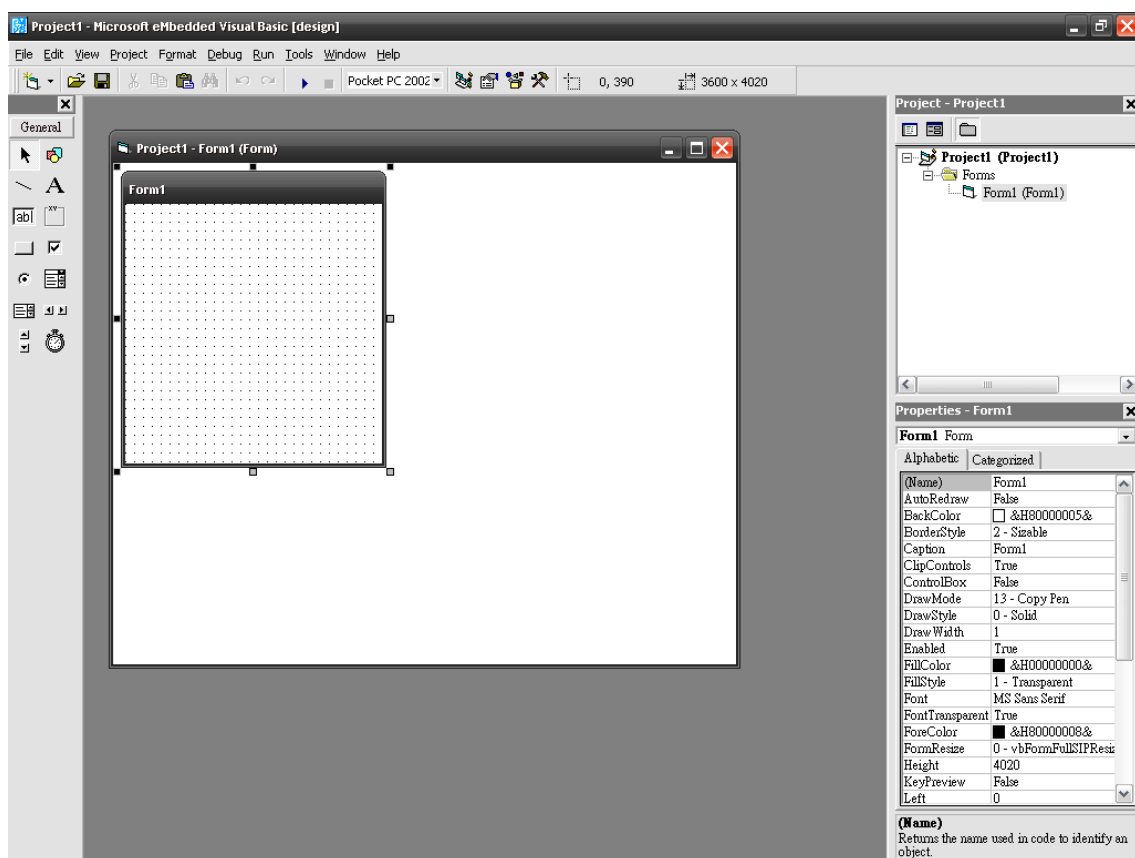 Project1 - Microsoft eMbedded Visual Basic [design]
File Edit View Project Format Debug Run Tools Window Help
Pocket PC 2002 0, 390 3600 x 4020
General
A
ab
xv
Project1 - Form1 (Form)
Form1
Project - Project1
Project1 (Project1)
Forms
Form1 (Form1)
Properties - Form1
Form1 Form
Alphabetic Categorized
(Name) Form1
AutoRedraw False
BackColor &H80000005&
BorderStyle 2 - Sizable
Caption Form1
ClipControls True
ControlBox False
DrawMode 13 - Copy Pen
DrawStyle 0 - Solid
DrawWidth 1
Enabled True
FillColor &H00000000&
FillStyle 1 - Transparent
Font MS Sans Serif
FontTransparent True
ForeColor &H80000008&
FormResize 0 - vbFormFullSIPResiz
Height 4020
KeyPreview False
Left 0
(Name)
Returns the name used in code to identify an
object.